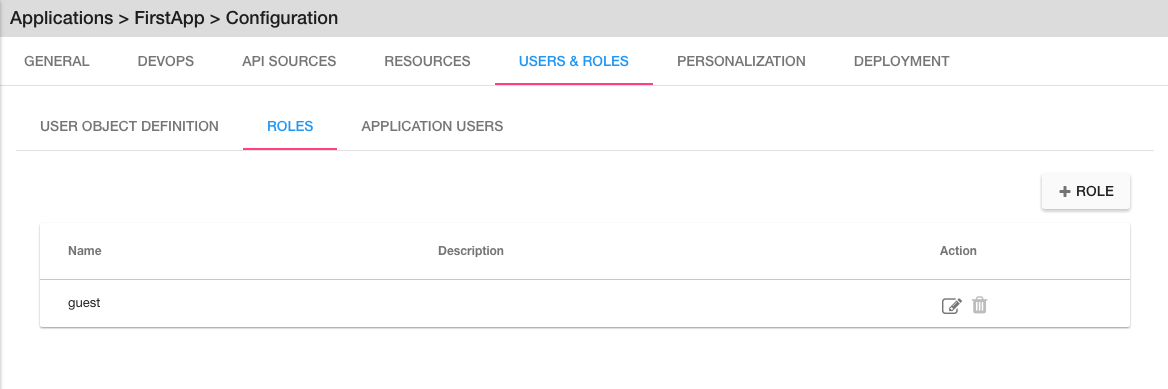 Applications > FirstApp > Configuration
GENERAL DEVOPS API SOURCES RESOURCES USERS & ROLES PERSONALIZATION DEPLOYMENT
USER OBJECT DEFINITION ROLES APPLICATION USERS
+ ROLE
Name Description Action
guest